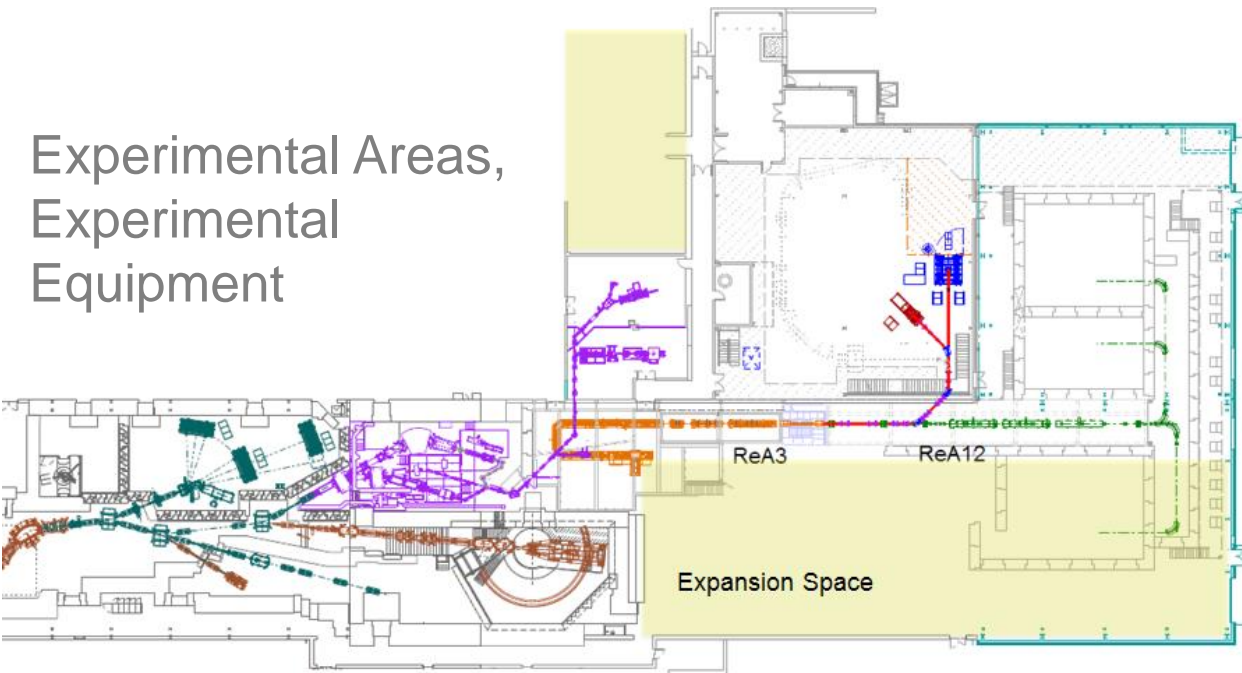 Experimental Areas,
Experimental
Equipment
ReA3
ReA12
Expansion Space